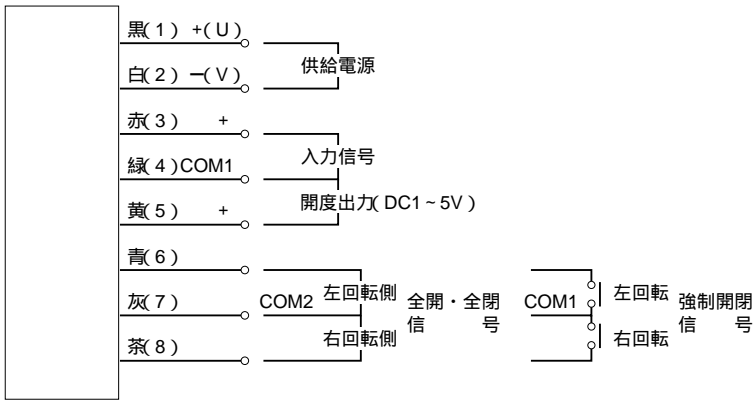 黒(1) +(U)
供給電源
白(2) ー(V)
赤(3) +
入力信号
緑(4)COM1
開度出力(DC1~5V)
黄(5) +
青(6)
左回転側
灰(7) COM2
全開・全閉
信 号
右回転側
茶(8)
COM1
左回転
右回転
強制開閉
信 号